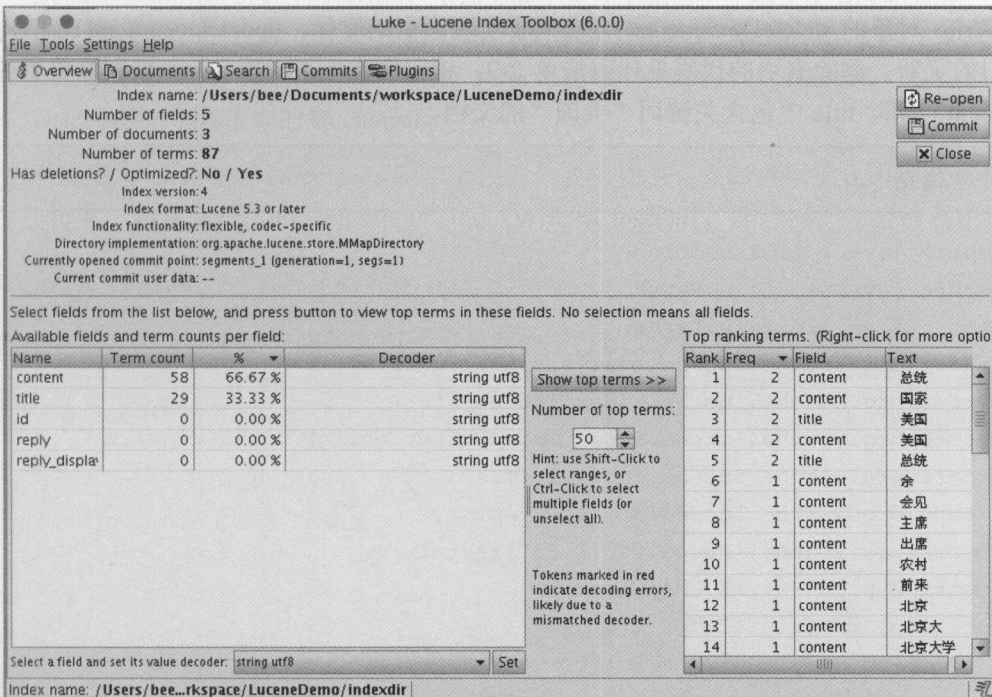 Luke - Lucene Index Toolbox (6.0.0)
File Tools Settings Help
Overview Documents Search Commits Plugins
Index name: /Users/bee/Documents/workspace/LuceneDemo/indexdir
Number of fields: 5
Number of documents: 3
Number of terms: 87
Has deletions? / Optimized?: No / Yes
Index version: 4
Index format: Lucene 5.3 or later
Index functionality: flexible, codec-specific
Directory implementation: org.apache.lucene.store.MMapDirectory
Currently opened commit point: segments_1 (generation=1, segs=1)
Current commit user data: --
Re-open
Commit
Close
Select fields from the list below, and press button to view top terms in these fields. No selection means all fields.
Available fields and term counts per field:
Name Term count % Decoder
content 58 66.67 % string utf8
title 29 33.33 % string utf8
id 0 0.00 % string utf8
reply 0 0.00 % string utf8
reply_display 0 0.00 % string utf8
Show top terms >>
Number of top terms:
50
Hint: use Shift-Click to
select ranges, or
Ctrl-Click to select
multiple fields (or
unselect all).
Tokens marked in red
indicate decoding errors,
likely due to a
mismatched decoder.
Top ranking terms. (Right-click for more optio
Rank Freq Field Text
1 2 content 总统
2 2 content 国家
3 2 title 美国
4 2 content 美国
5 2 title 总统
6 1 content 余
7 1 content 会见
8 1 content 主席
9 1 content 出席
10 1 content 农村
11 1 content 前来
12 1 content 北京
13 1 content 北京大
14 1 content 北京大学
Select a field and set its value decoder: string utf8 Set
Index name: /Users/bee...rkspace/LuceneDemo/indexdir